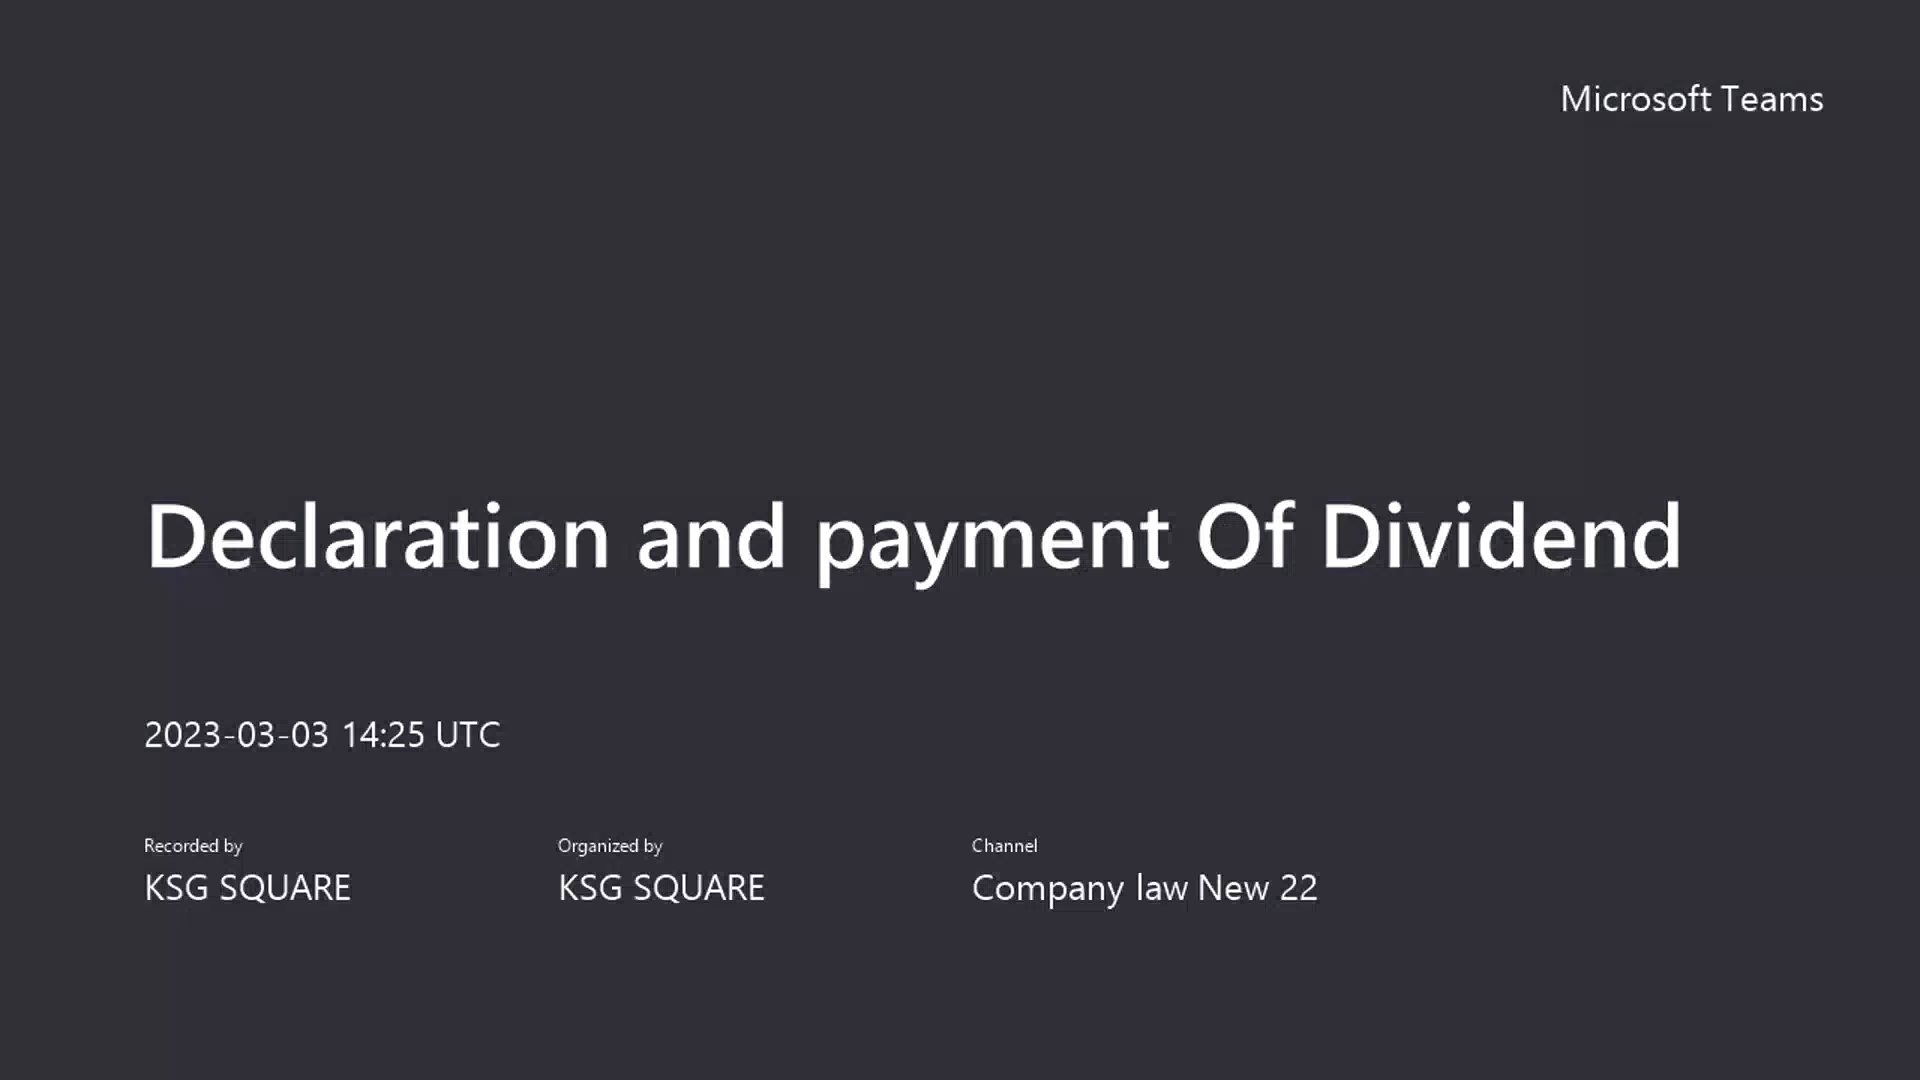 Microsoft Teams
Declaration and payment Of Dividend
2023-03-03 14:25 UTC
Recorded by
KSG SQUARE
Organized by
KSG SQUARE
Channel
Company law New 22